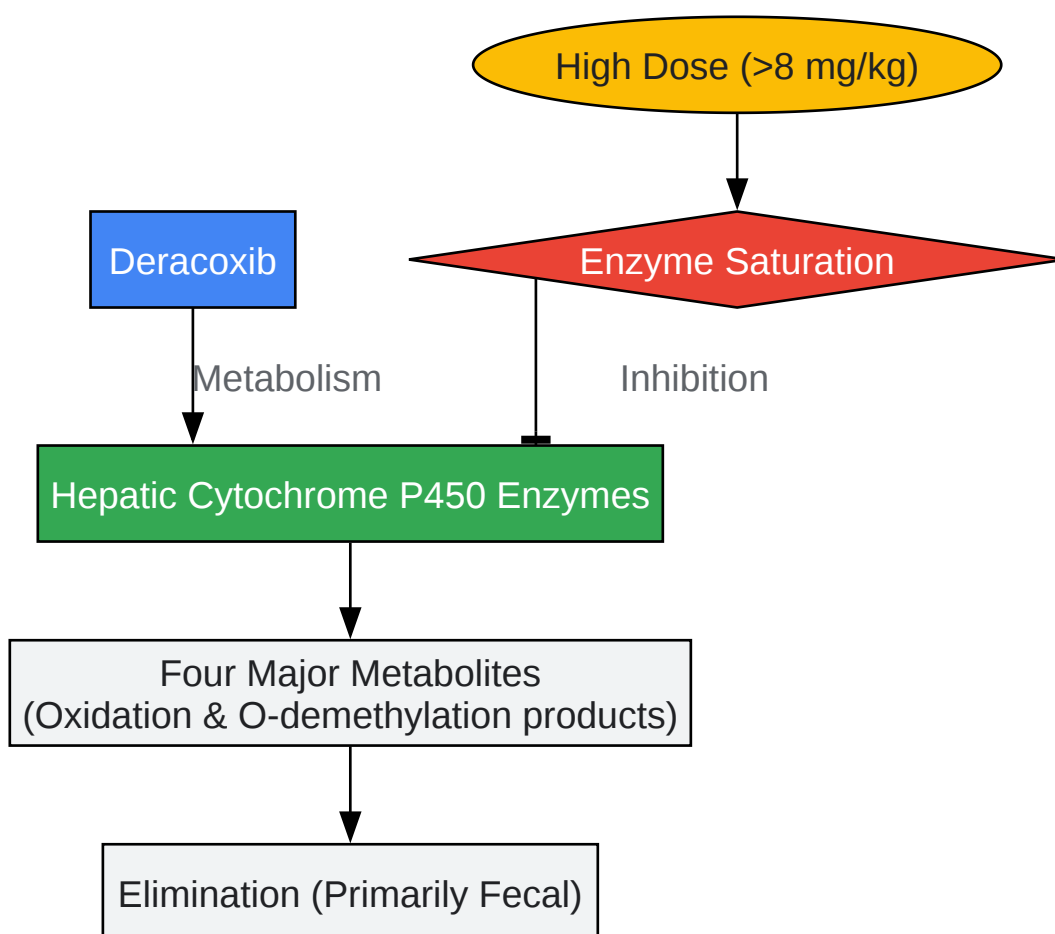 High Dose (>8 mg/kg)
Deracoxib
Enzyme Saturation
Metabolism
Inhibition
Hepatic Cytochrome P450 Enzymes
Four Major Metabolites
(Oxidation & O-demethylation products)
Elimination (Primarily Fecal)